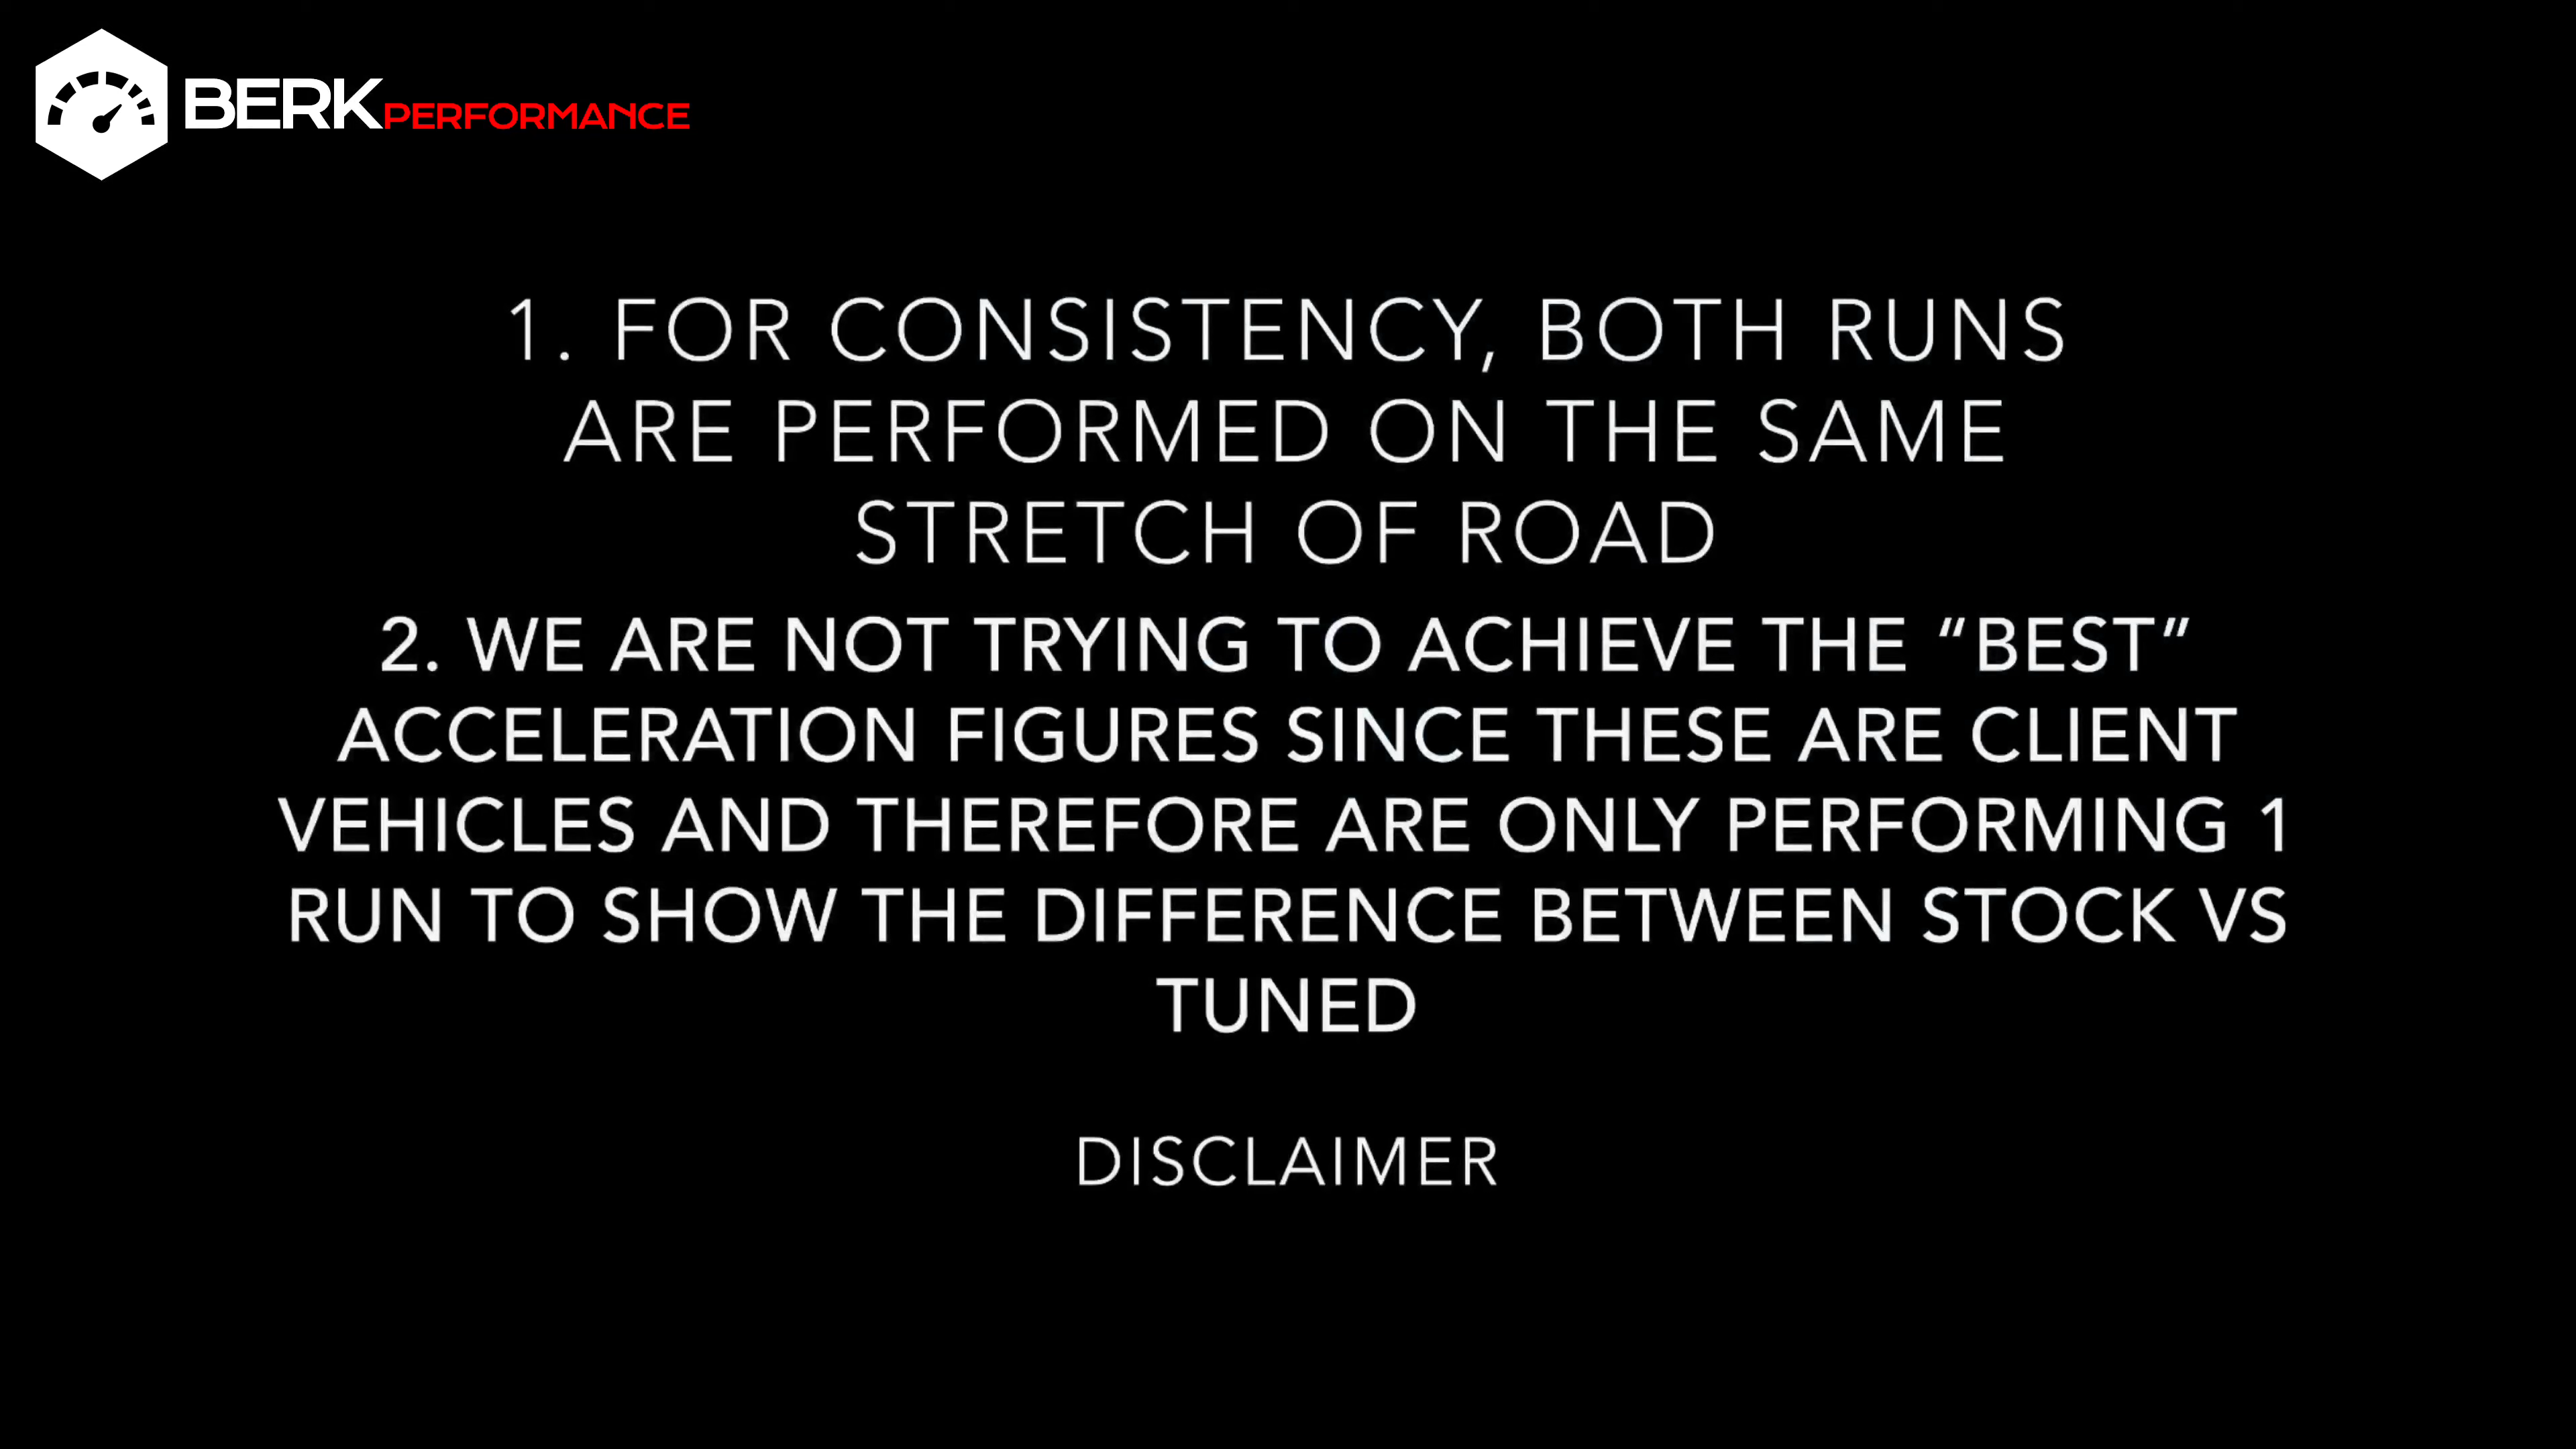 BERKPERFORMANCE
1. FOR CONSISTENCY, BOTH RUNS
ARE PERFORMED ON THE SAME
STRETCH OF ROAD
2. WE ARE NOT TRYING TO ACHIEVE THE “BEST”
ACCELERATION FIGURES SINCE THESE ARE CLIENT
VEHICLES AND THEREFORE ARE ONLY PERFORMING 1
RUN TO SHOW THE DIFFERENCE BETWEEN STOCK VS
TUNED
DISCLAIMER